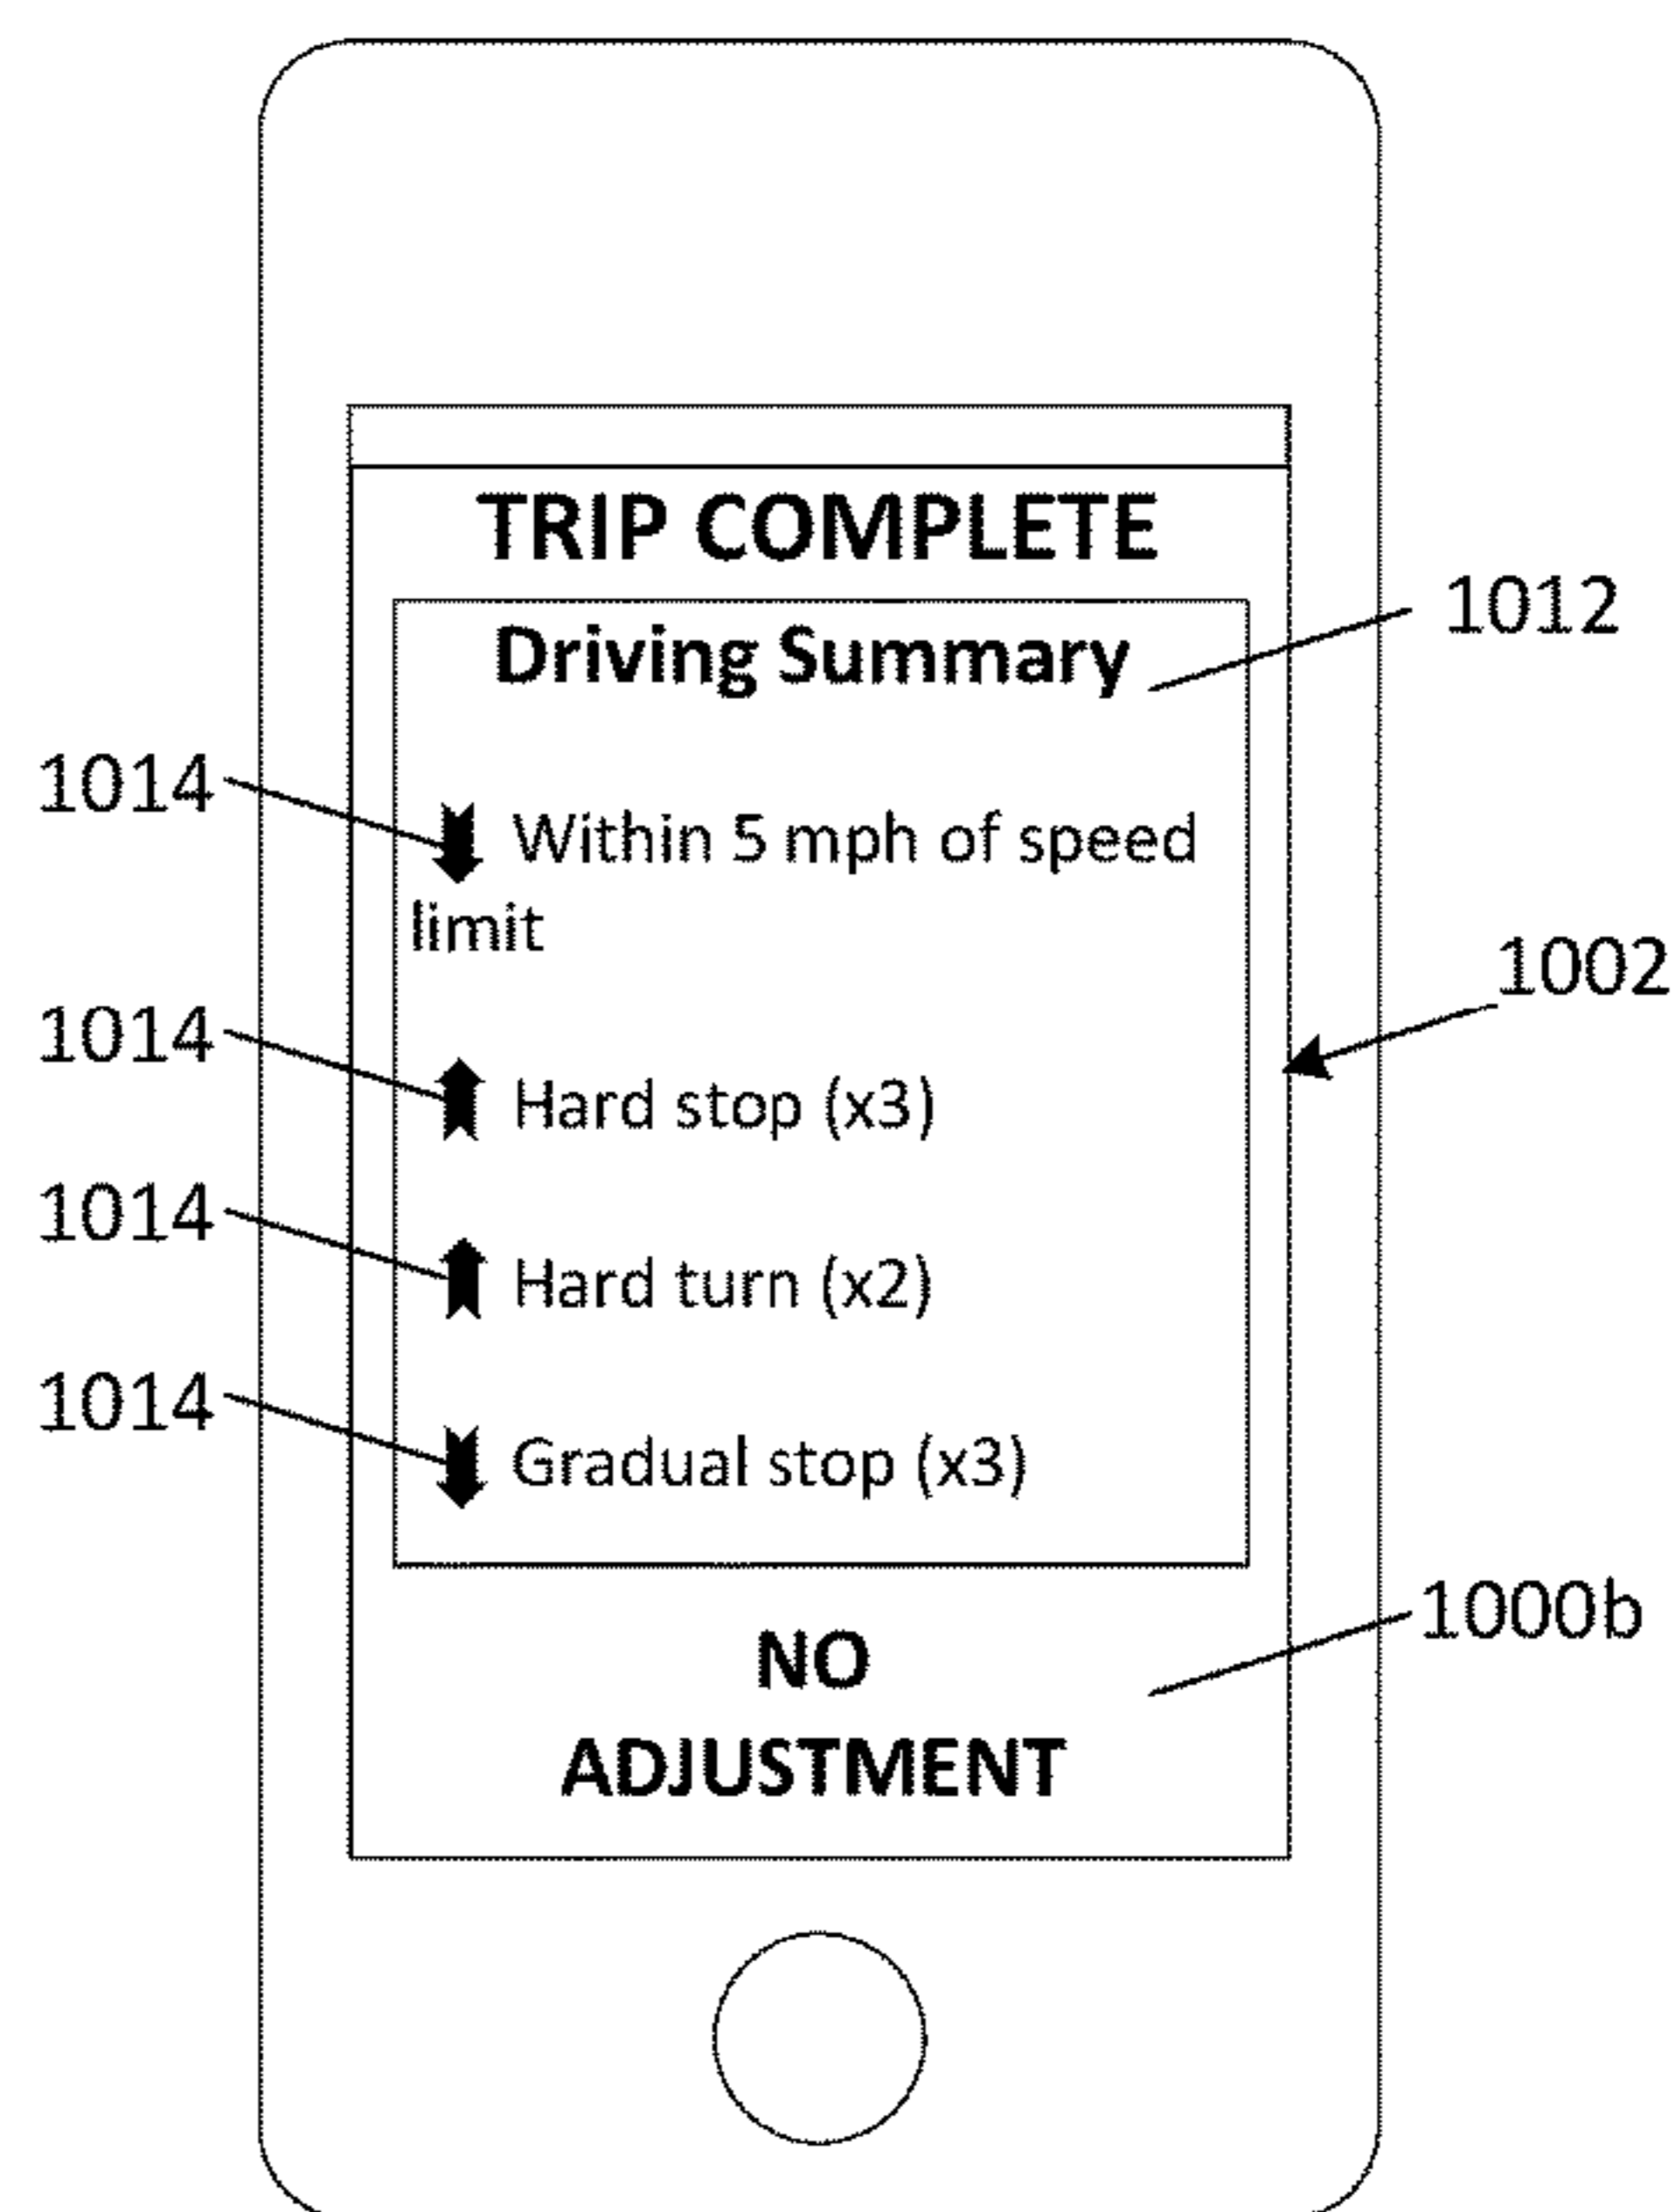 TRIP COMPLETE
Driving Summary
1012
1014
Within 5 mph of speed
limit
1002
1014
Hard stop (x3)
1014
Hard turn (x2)
1014
Gradual stop (x3)
1000b
NO
ADJUSTMENT